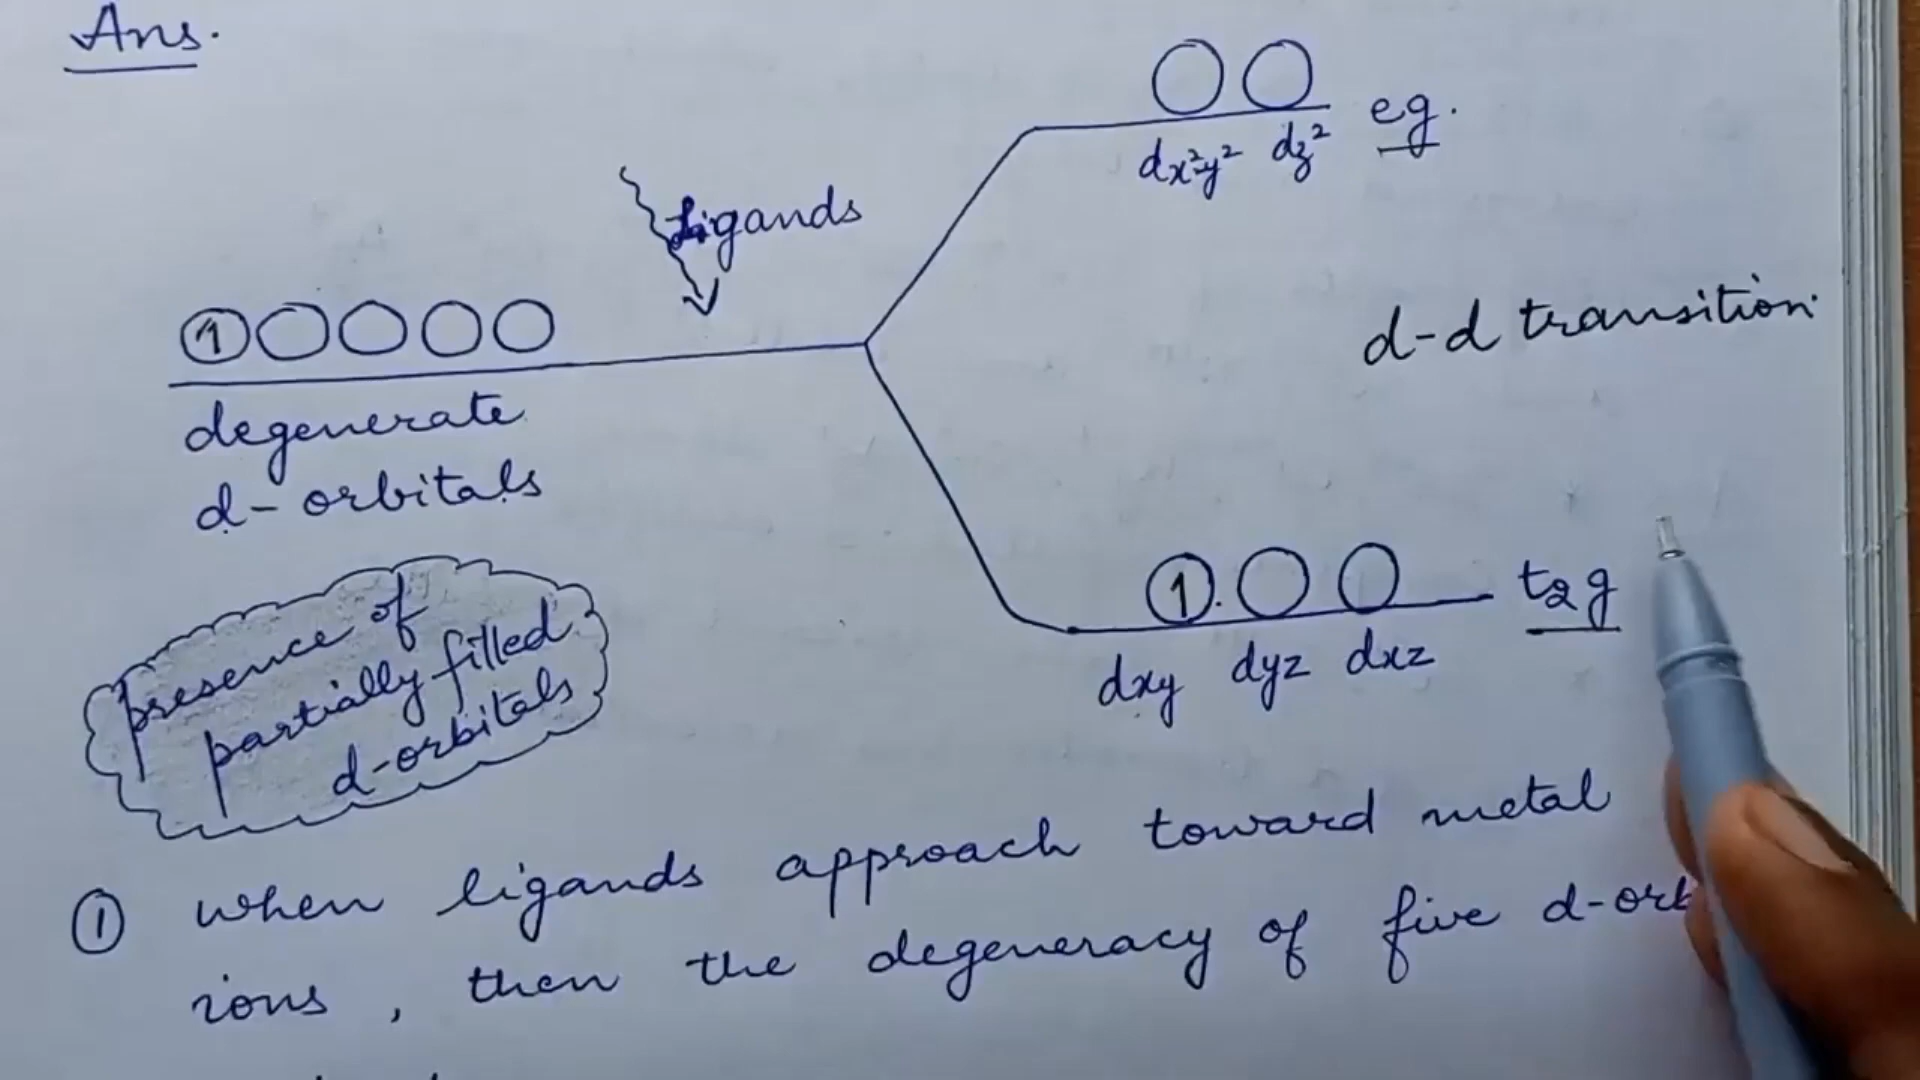 Ans.
eg.
dx²-y² dz²
Ligands
d-d transition
1
degenerate
d-orbitals
1
t2g
dxy dyz dxz
presence of
partially filled
d-orbitals
① when ligands approach toward metal
ions, then the degeneracy of five d-orb